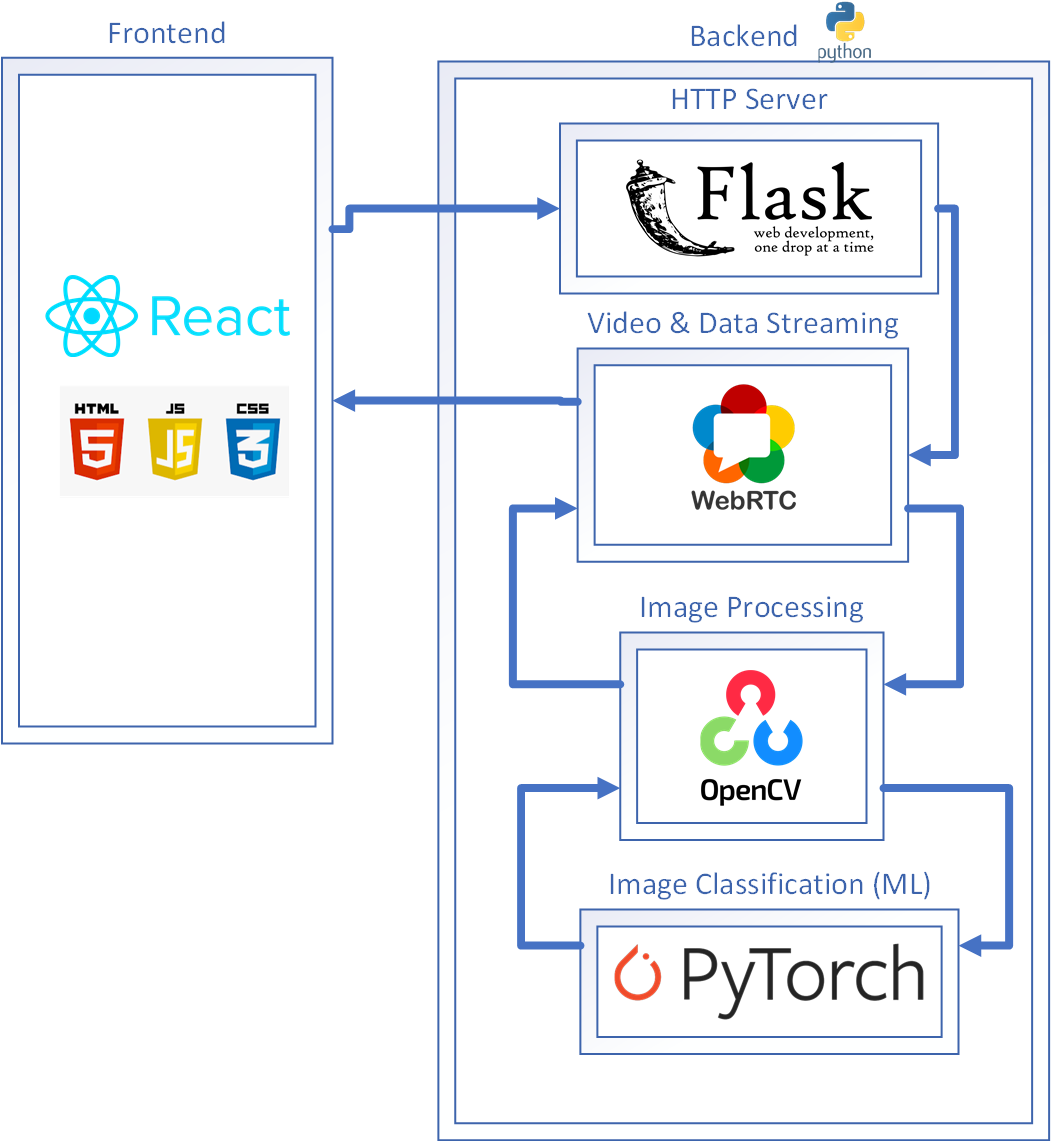 Frontend
React
HTML
JS
CSS
5
JS
3
Backend
python
HTTP Server
Flask
web development,
one drop at a time
Video & Data Streaming
WebRTC
Image Processing
OpenCV
Image Classification (ML)
PyTorch